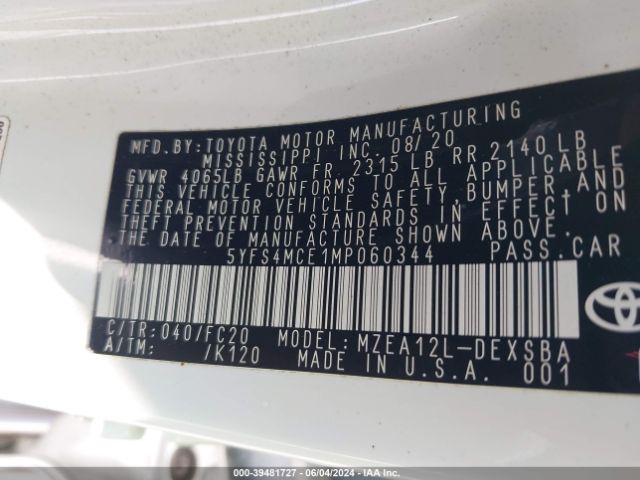 MFD.BY:TOYOTA MOTOR MANUFACTURING
MISSISSIPPI INC. 08/20
GVWR 4065LB GAWR FR 2315 LB RR 2140 LB
THIS VEHICLE CONFORMS TO ALL APPLICABLE
FEDERAL MOTOR VEHICLE SAFETY,BUMPER,AND
THEFT PREVENTION STANDARDS IN EFFECT† ON
THE DATE OF MANUFACTURE SHOWN ABOVE.
5YFS4MCE1MP060344 PASS.CAR
C/TR:040/FC20 MODEL:MZEA12L-DEXSBA
A/TM: /K120 MADE IN U.S.A. 001
000-39481727 - 06/04/2024 - IAA Inc.